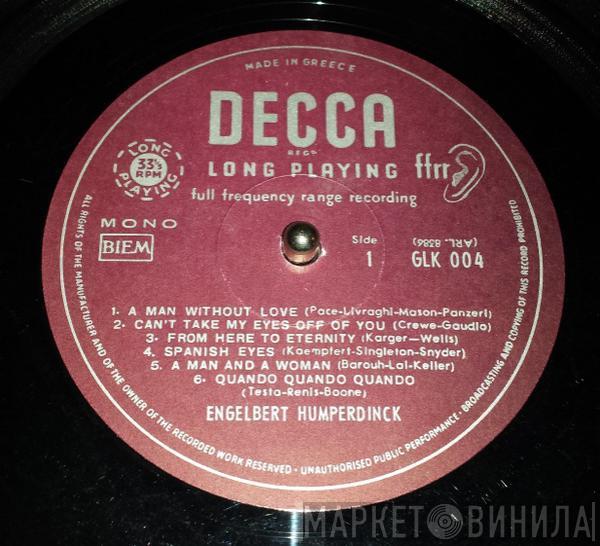 MADE IN GREECE
DECCA
REGD
LONG PLAYING
ffrr
full frequency range recording
LONG PLAYING
33⅓ RPM
MONO
BIEM
Side
1
(ARL. 8386)
GLK 004
1. A MAN WITHOUT LOVE (Pace-Livraghi-Mason-Panzeri)
2. CAN'T TAKE MY EYES OFF OF YOU (Crewe-Gaudio)
3. FROM HERE TO ETERNITY (Karger—Wells)
4. SPANISH EYES (Kaempfert-Singleton-Snyder)
5. A MAN AND A WOMAN (Barouh-Lai-Keller)
6. QUANDO QUANDO QUANDO
(Testa-Renis-Boone)
ENGELBERT HUMPERDINCK
ALL RIGHTS OF THE MANUFACTURER AND OF THE OWNER OF THE RECORDED WORK RESERVED · UNAUTHORISED PUBLIC PERFORMANCE · BROADCASTING AND COPYING OF THIS RECORD PROHIBITED
МАРКЕТ ВИНИЛА